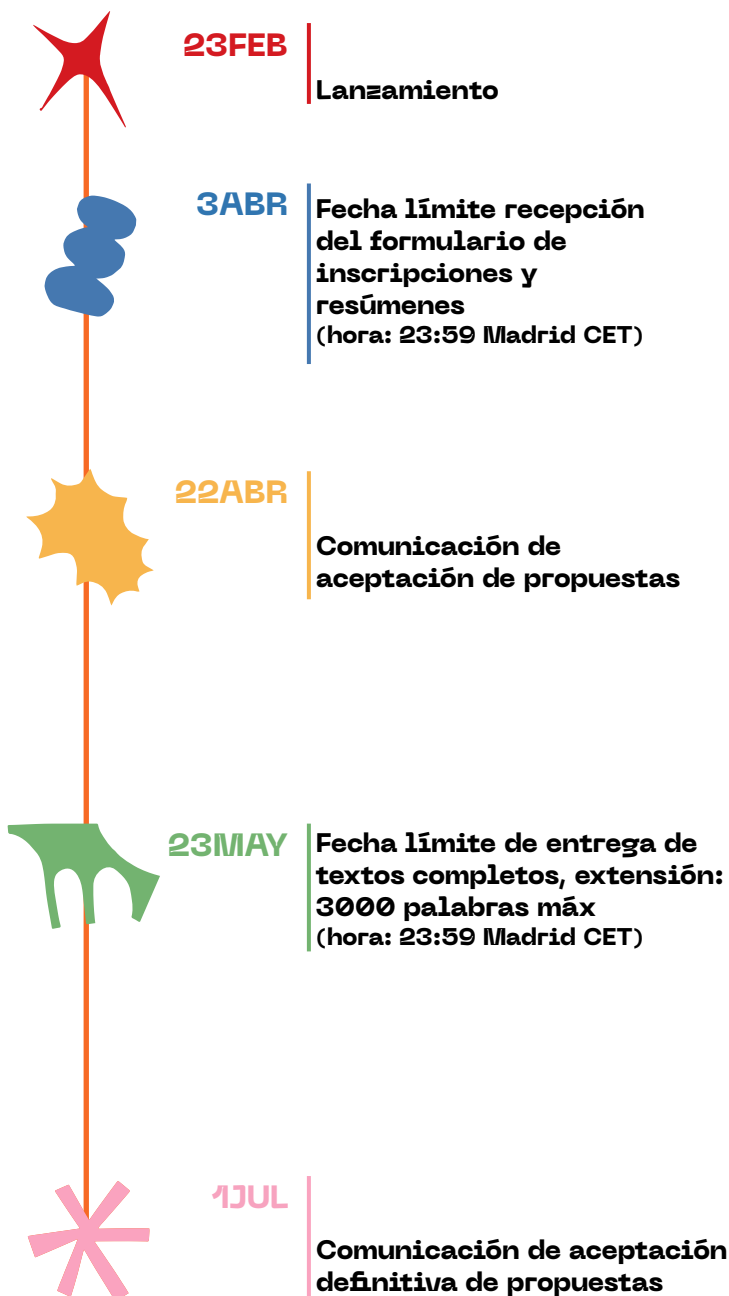 23FEB
Lanzamiento
3ABR
Fecha límite recepción
del formulario de
inscripciones y
resúmenes
(hora: 23:59 Madrid CET)
22ABR
Comunicación de
aceptación de propuestas
23MAY
Fecha límite de entrega de
textos completos, extensión:
3000 palabras máx
(hora: 23:59 Madrid CET)
1JUL
Comunicación de aceptación
definitiva de propuestas